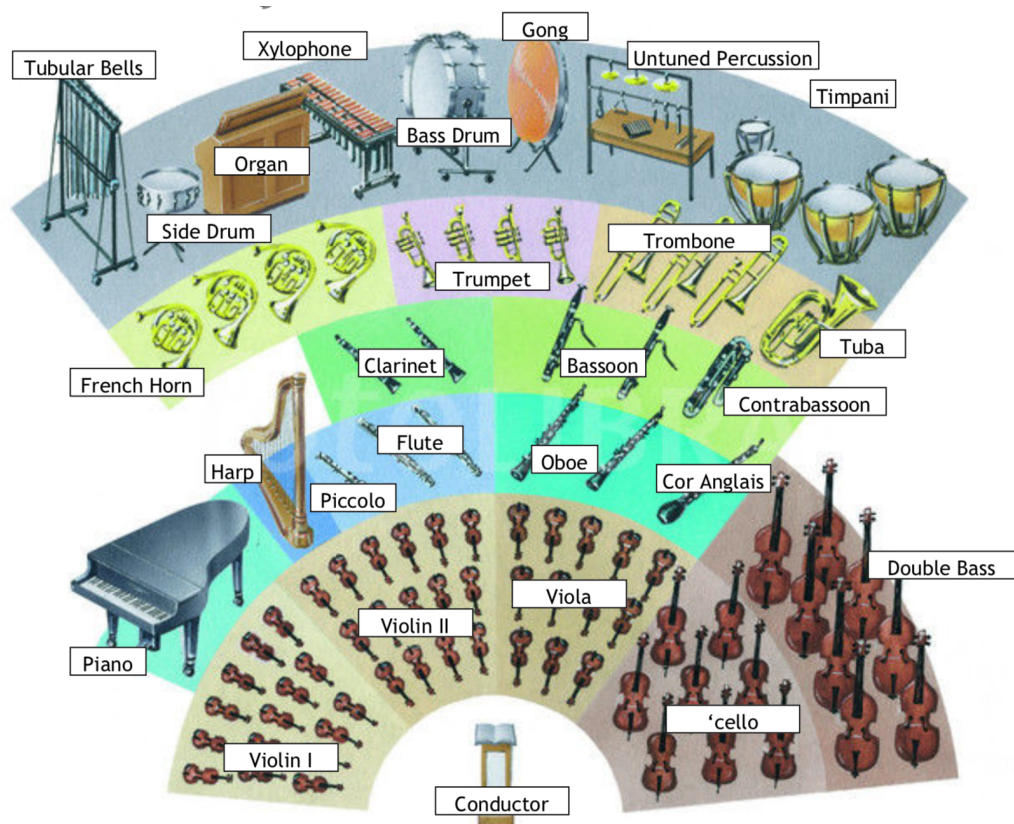 Gong
Xylophone
Untuned Percussion
Tubular Bells
Timpani
Bass Drum
Organ
Side Drum
Trombone
Trumpet
Tuba
Clarinet
Bassoon
French Horn
Contrabassoon
Flute
Oboe
Harp
Cor Anglais
Piccolo
Double Bass
Viola
Violin II
Piano
‘cello
Violin I
Conductor